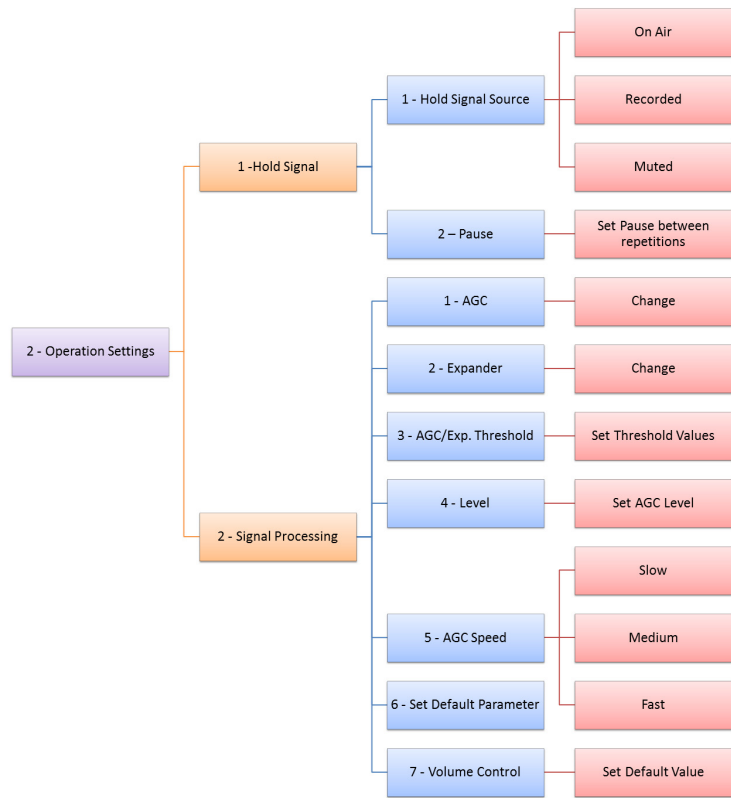 2 - Operation Settings
1 -Hold Signal
1 - Hold Signal Source
On Air
Recorded
Muted
2 – Pause
Set Pause between
repetitions
2 - Signal Processing
1 - AGC
Change
2 - Expander
Change
3 - AGC/Exp. Threshold
Set Threshold Values
4 - Level
Set AGC Level
5 - AGC Speed
Slow
Medium
Fast
6 - Set Default Parameter
7 - Volume Control
Set Default Value